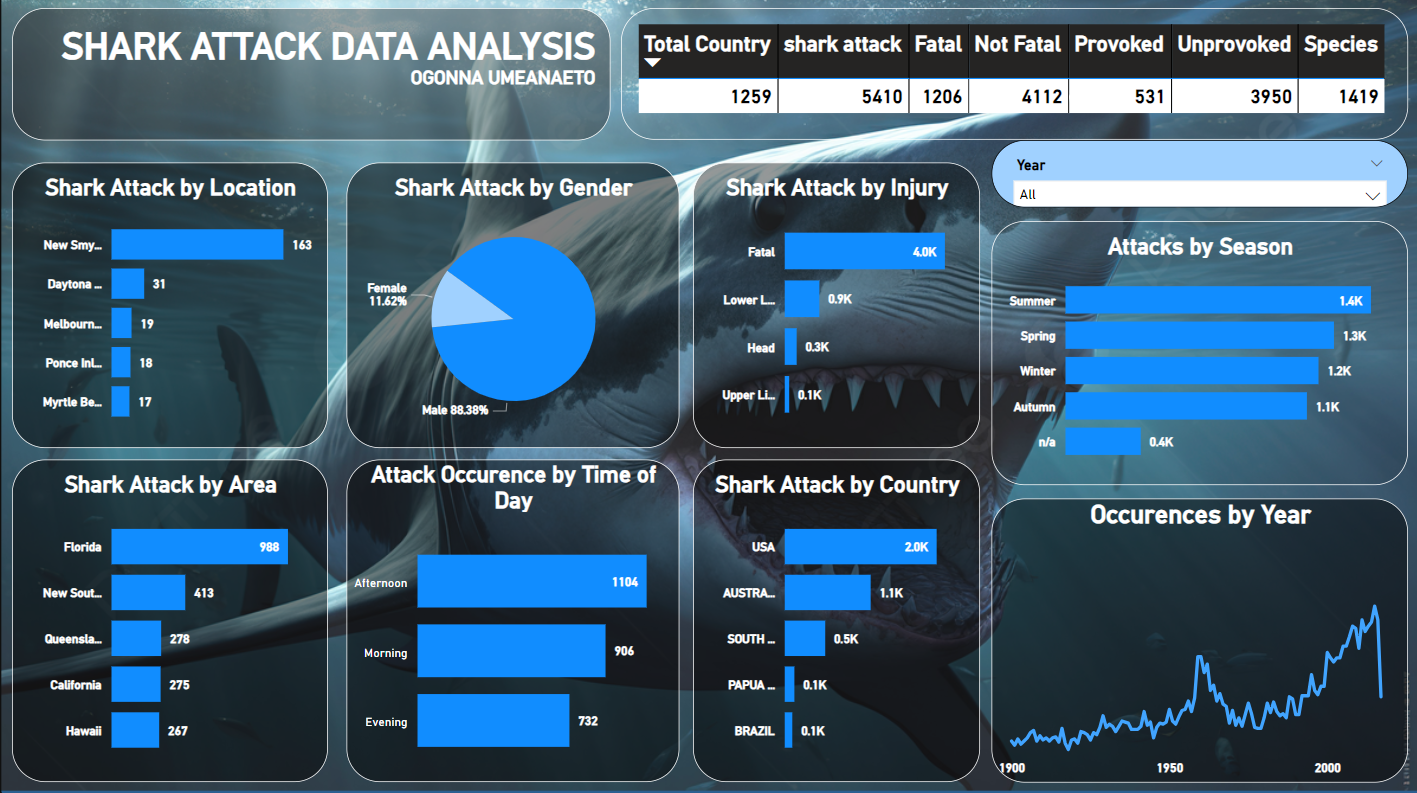 SHARK ATTACK DATA ANALYSIS
OGONNA UMEANAETO
Total Country shark attack Fatal Not Fatal Provoked Unprovoked Species
1259 5410 1206 4112 531 3950 1419
Year
All
Shark Attack by Location
New Smy... 163
Daytona ... 31
Melbourn... 19
Ponce Inl... 18
Myrtle Be... 17
Shark Attack by Gender
Female
11.62%
Male 88.38%
Shark Attack by Injury
Fatal 4.0K
Lower L... 0.9K
Head 0.3K
Upper Li... 0.1K
Attacks by Season
Summer 1.4K
Spring 1.3K
Winter 1.2K
Autumn 1.1K
n/a 0.4K
Shark Attack by Area
Florida 988
New Sout... 413
Queensla... 278
California 275
Hawaii 267
Attack Occurence by Time of
Day
Afternoon 1104
Morning 906
Evening 732
Shark Attack by Country
USA 2.0K
AUSTRA... 1.1K
SOUTH ... 0.5K
PAPUA ... 0.1K
BRAZIL 0.1K
Occurences by Year
1900 1950 2000